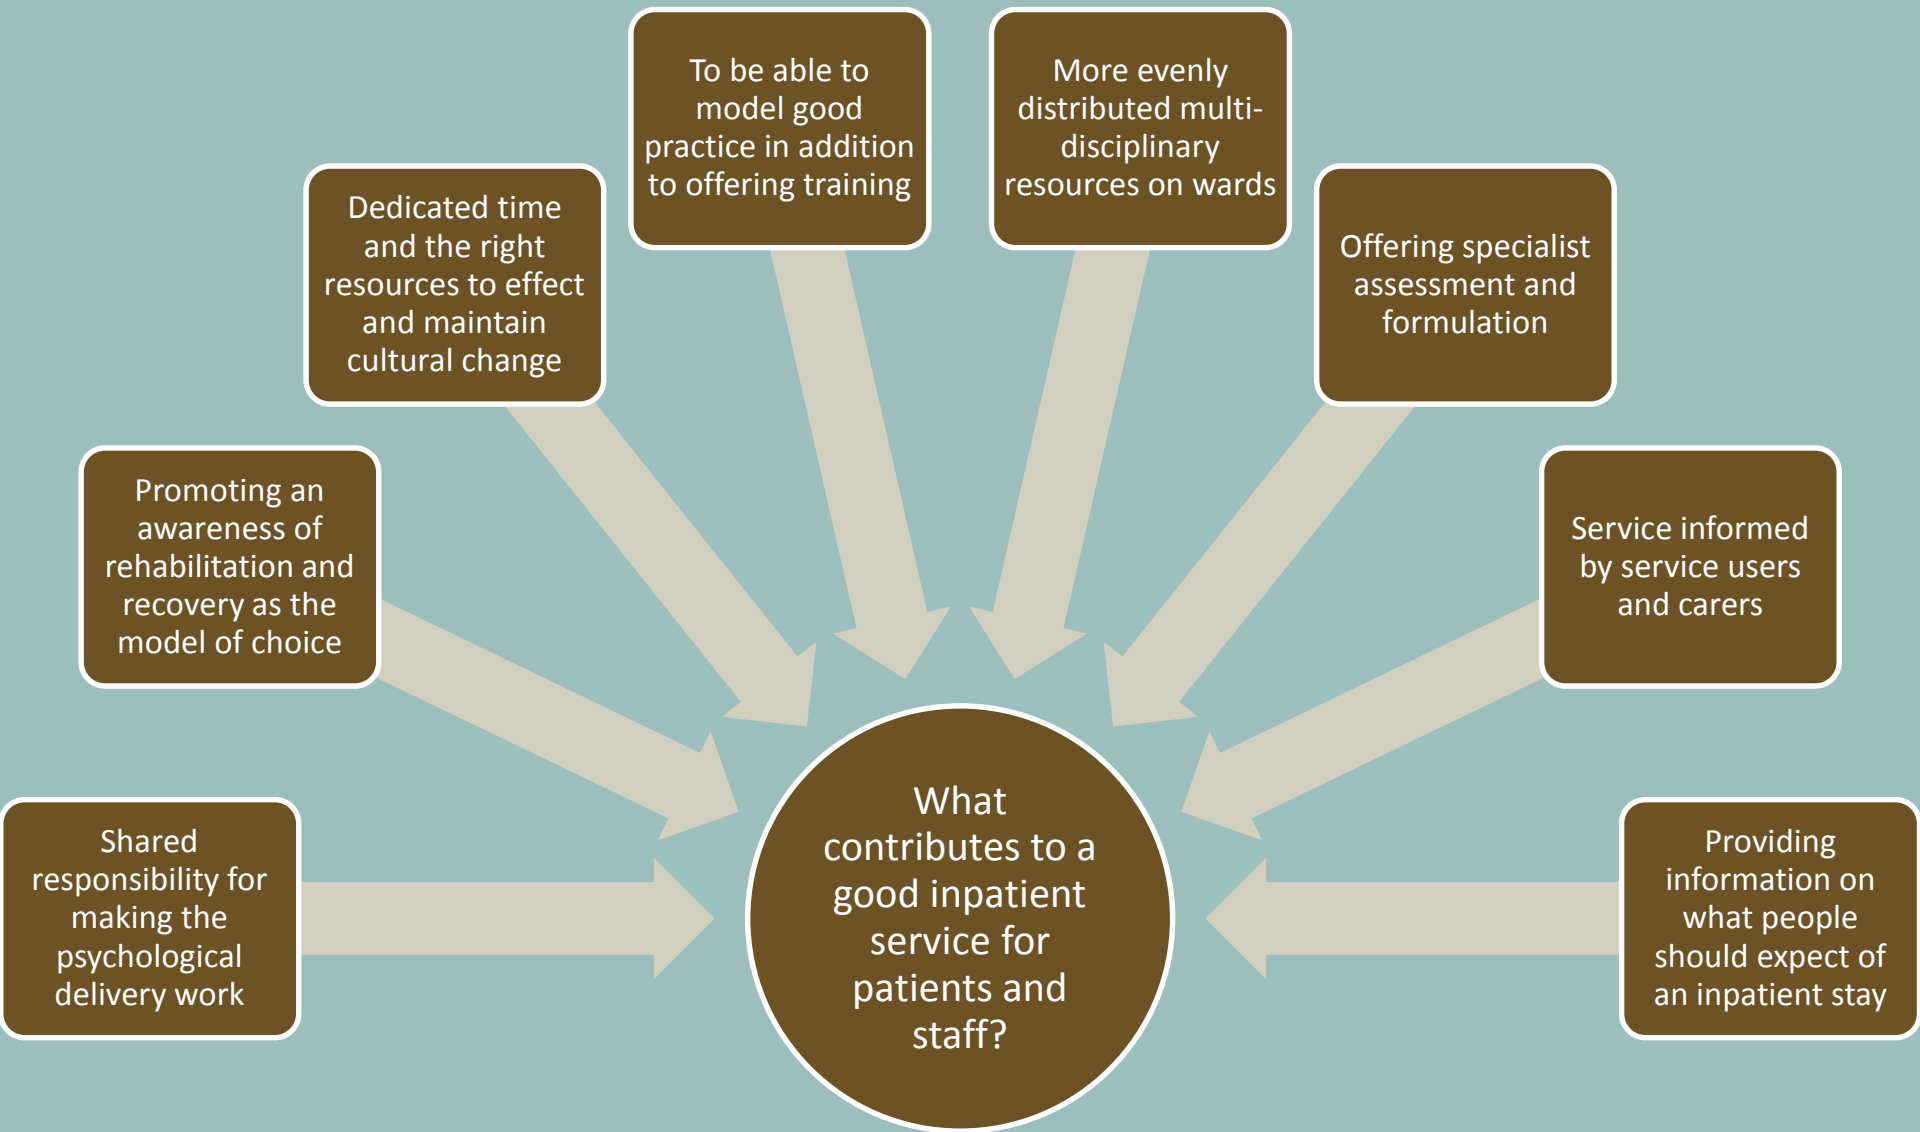 To be able to
model good
practice in addition
to offering training
More evenly
distributed multi-
disciplinary
resources on wards
Dedicated time
and the right
resources to effect
and maintain
cultural change
Offering specialist
assessment and
formulation
Promoting an
awareness of
rehabilitation and
recovery as the
model of choice
Service informed
by service users
and carers
Shared
responsibility for
making the
psychological
delivery work
What
contributes to a
good inpatient
service for
patients and
staff?
Providing
information on
what people
should expect of
an inpatient stay